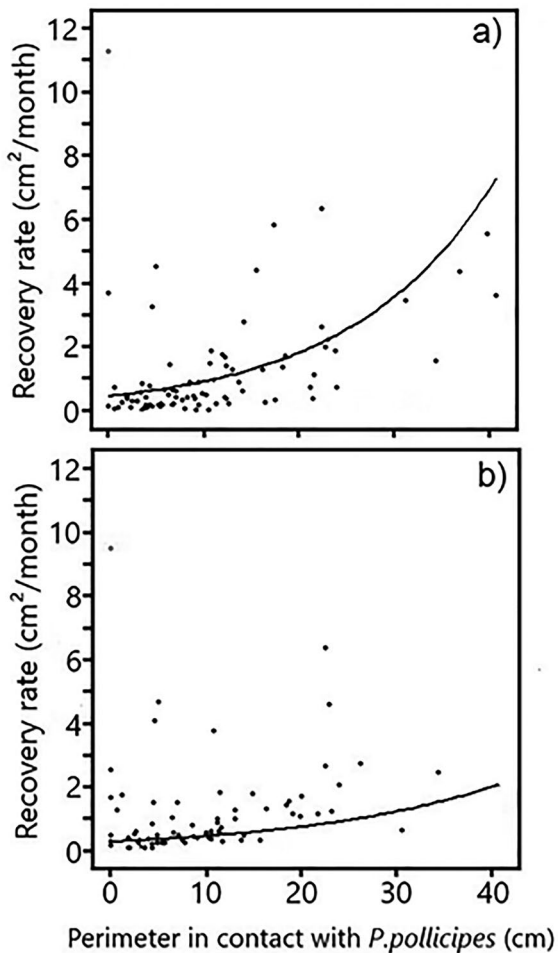 a)
Recovery rate (cm²/month)
12
10
8
6
4
2
0
b)
Recovery rate (cm²/month)
12
10
8
6
4
2
0
0 10 20 30 40
Perimeter in contact with P.pollicipes (cm)